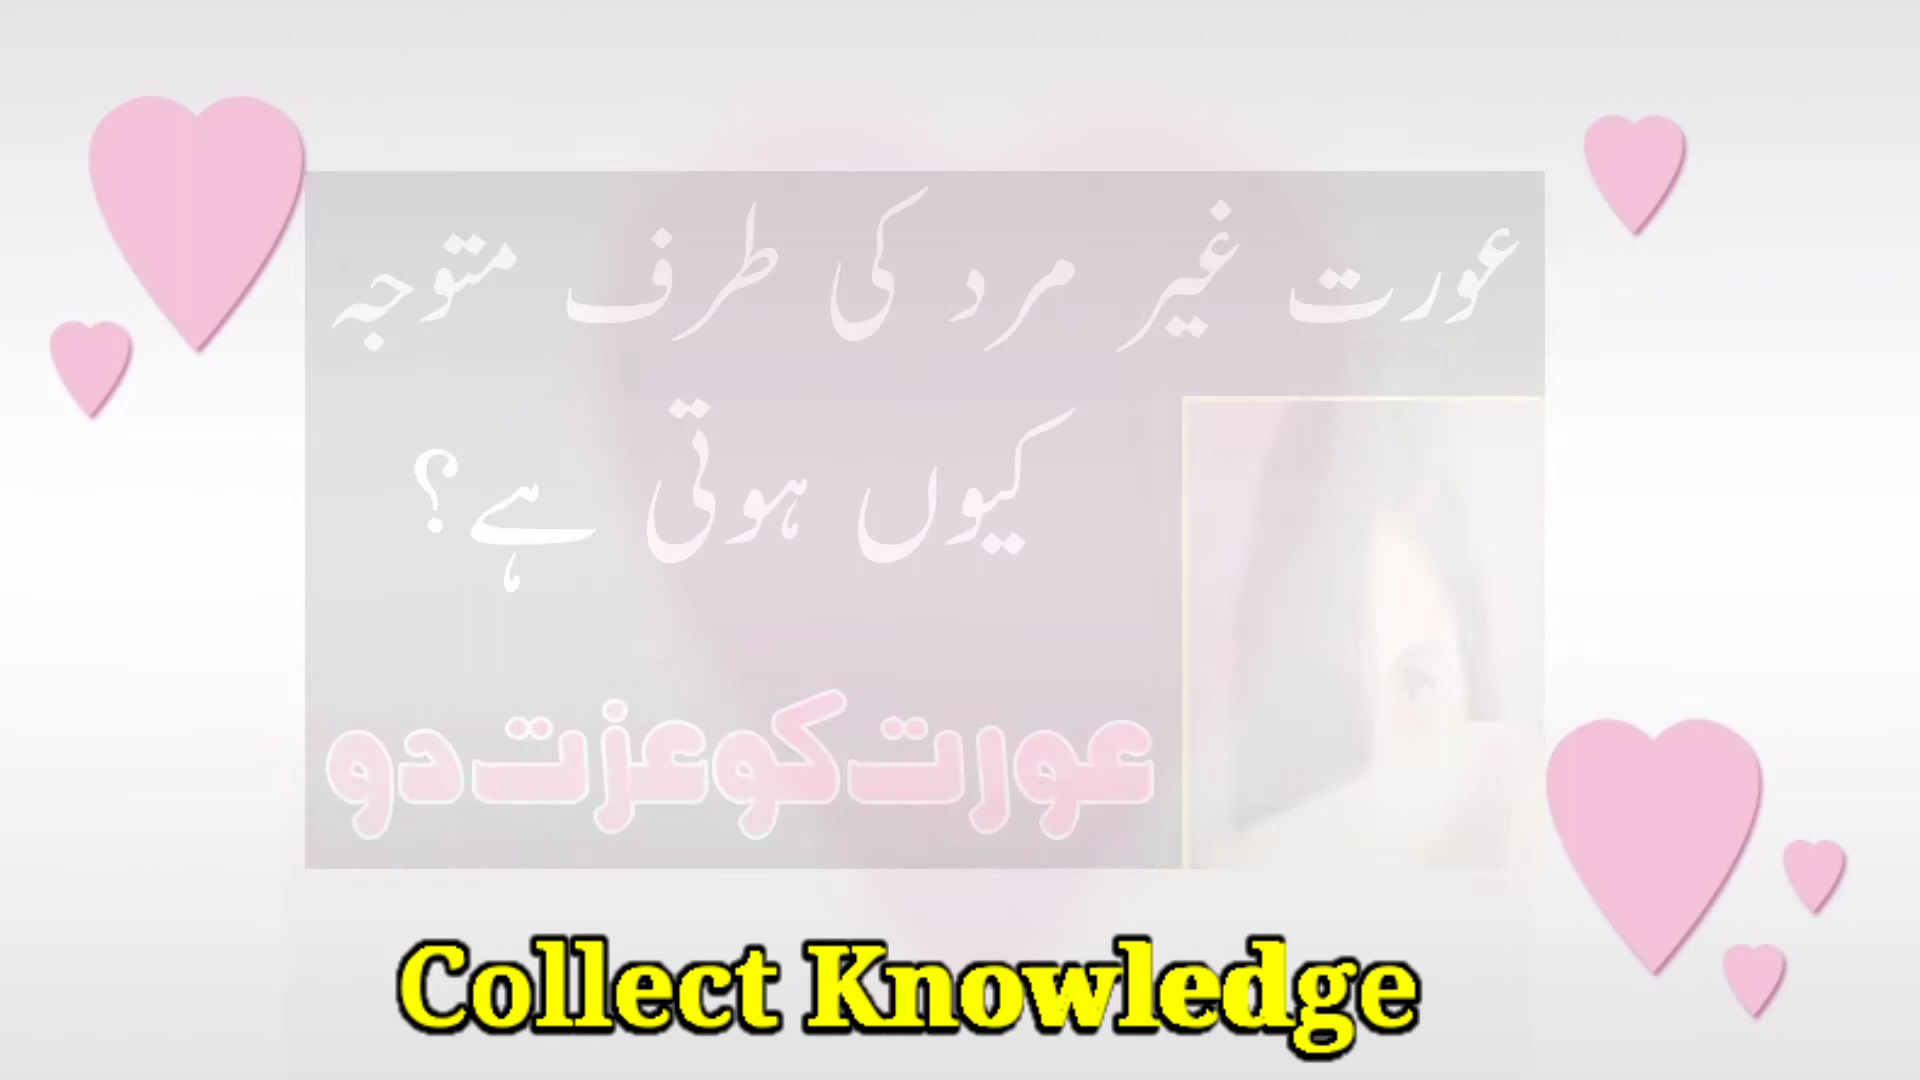 عورت غیر مرد کی طرف متوجہ
کیوں ہوتی ہے؟
عورت کو عزت دو
Collect Knowledge